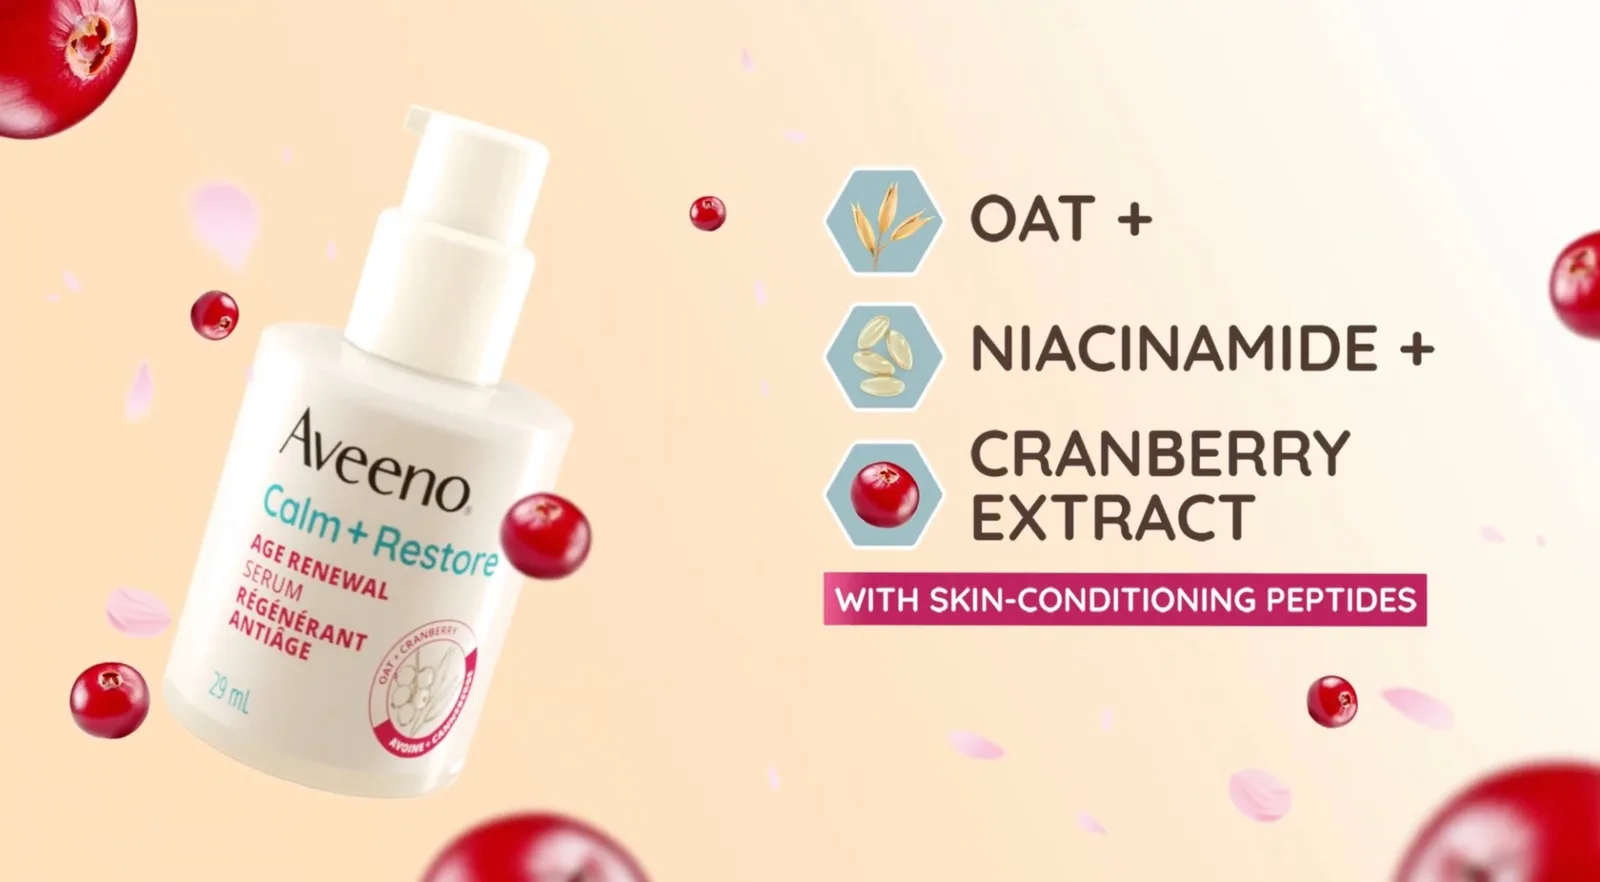 Aveeno®
Calm + Restore
AGE RENEWAL
SERUM
RÉGÉNÉRANT
ANTIÂGE
29 mL
OAT + CRANBERRY
AVOINE + CANNEBERGE
OAT +
NIACINAMIDE +
CRANBERRY
EXTRACT
WITH SKIN-CONDITIONING PEPTIDES